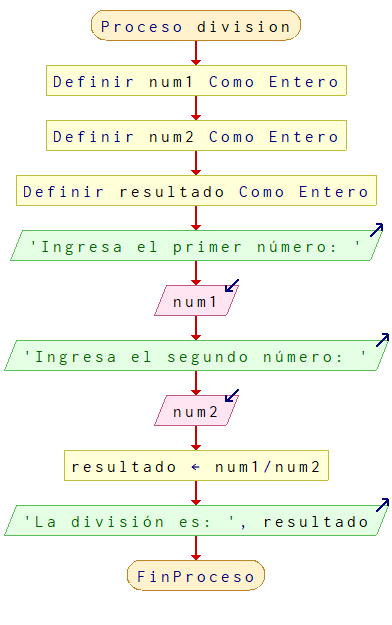 Proceso division
Definir num1 Como Entero
Definir num2 Como Entero
Definir resultado Como Entero
'Ingresa el primer número: '
num1
'Ingresa el segundo número: '
num2
resultado ← num1/num2
'La división es: ', resultado
FinProceso